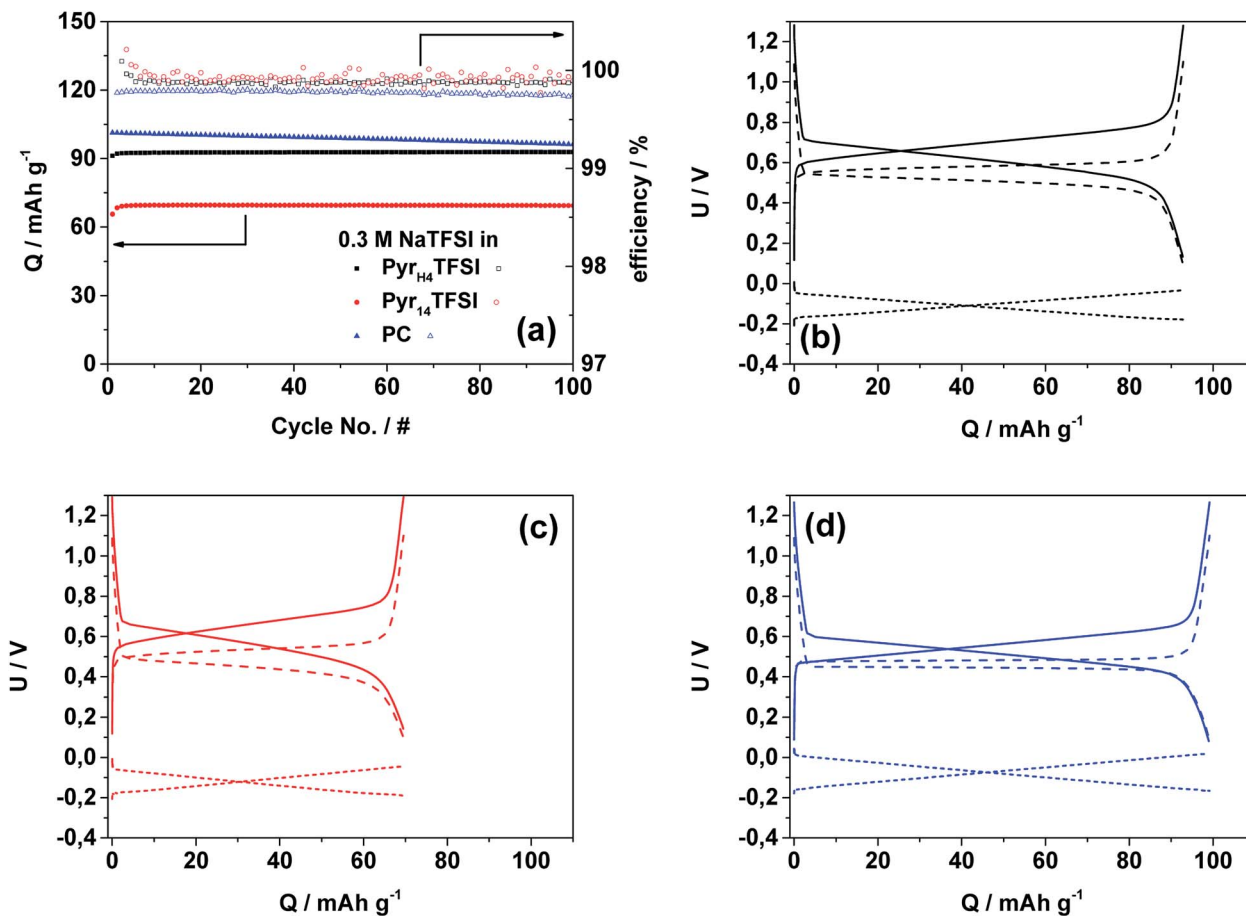 150
120
90
60
30
0
Q / mAh g⁻¹
0 20 40 60 80 100
Cycle No. / #
100
99
98
97
efficiency / %
0.3 M NaTFSI in
Pyr_H4TFSI
Pyr_14TFSI
PC
(a)
1,2
1,0
0,8
0,6
0,4
0,2
0,0
-0,2
-0,4
U / V
0 20 40 60 80 100
Q / mAh g⁻¹
(b)
1,2
1,0
0,8
0,6
0,4
0,2
0,0
-0,2
-0,4
U / V
0 20 40 60 80 100
Q / mAh g⁻¹
(c)
1,2
1,0
0,8
0,6
0,4
0,2
0,0
-0,2
-0,4
U / V
0 20 40 60 80 100
Q / mAh g⁻¹
(d)